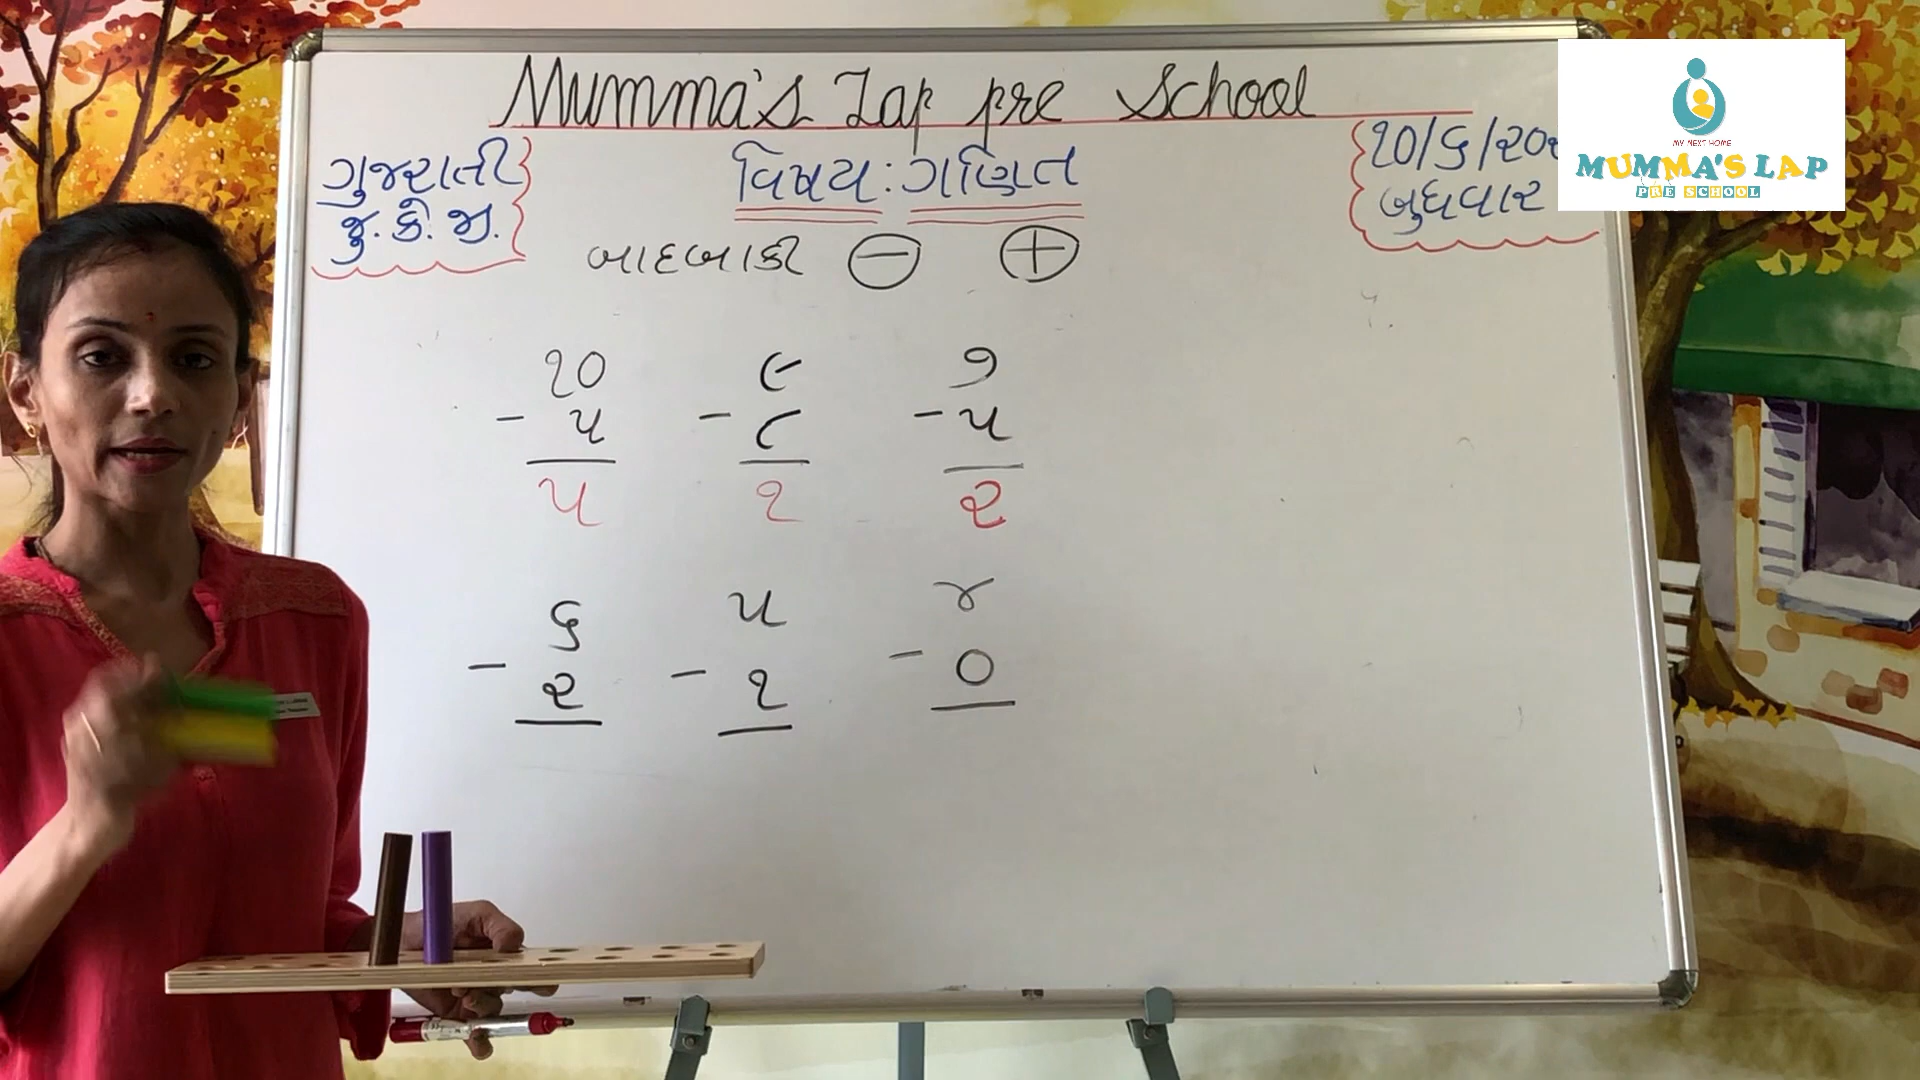 Mumma's Lap pre School
ગુજરાતી
જુ. કે. જી.
વિષય : ગણિત
૧૦/૬/૨૦
બુધવાર
બાદબાકી − +
૧૦ ૯ ૭
- ૫ - ૮ - ૫
૫ ૧ ૨
૬ ૫ ૪
- ૨ - ૧ - ૦
MY NEXT HOME
MUMMA'S LAP
PRE SCHOOL